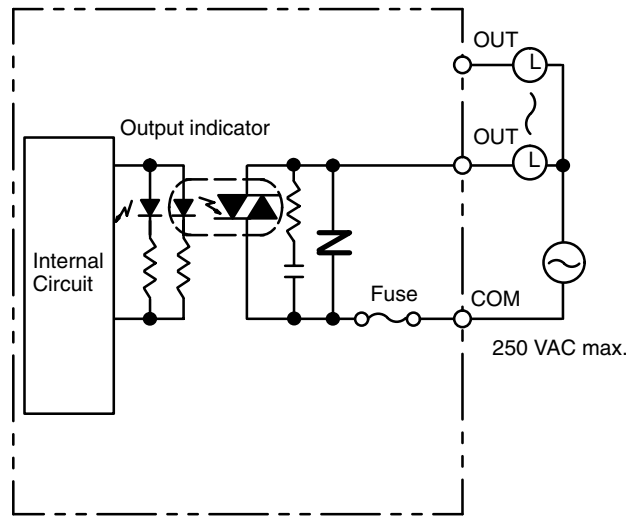 OUT
L
Output indicator
OUT
L
Internal
Circuit
Fuse
COM
250 VAC max.